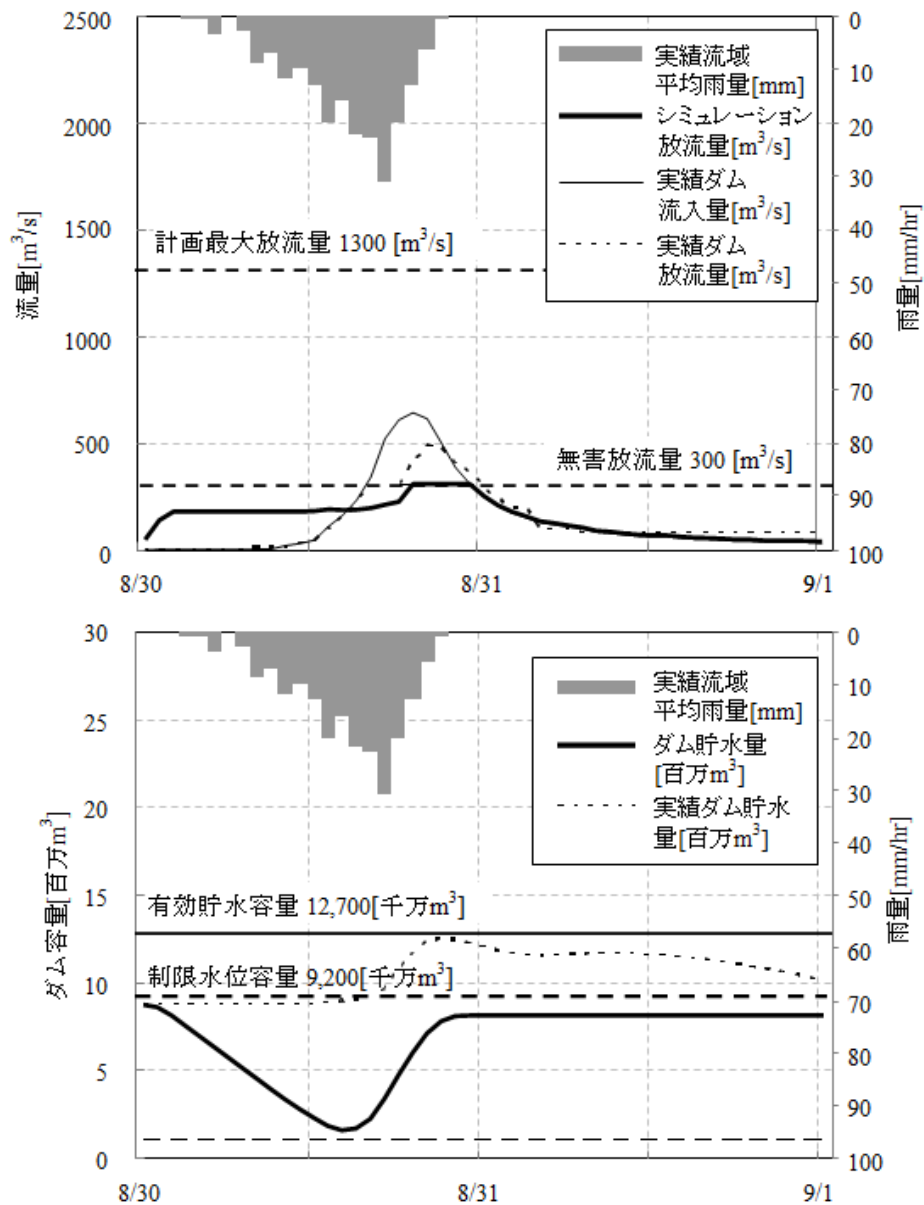 2500
2000
1500
1000
500
0
流量[m³/s]
0
10
20
30
40
50
60
70
80
90
100
雨量[mm/hr]
実績流域
平均雨量[mm]
シミュレーション
放流量[m³/s]
実績ダム
流入量[m³/s]
実績ダム
放流量[m³/s]
計画最大放流量 1300 [m³/s]
無害放流量 300 [m³/s]
8/30
8/31
9/1
30
25
20
15
10
5
0
ダム容量[百万m³]
0
10
20
30
40
50
60
70
80
90
100
雨量[mm/hr]
実績流域
平均雨量[mm]
ダム貯水量
[百万m³]
実績ダム貯水
量[百万m³]
有効貯水容量 12,700[千万m³]
制限水位容量 9,200[千万m³]
8/30
8/31
9/1